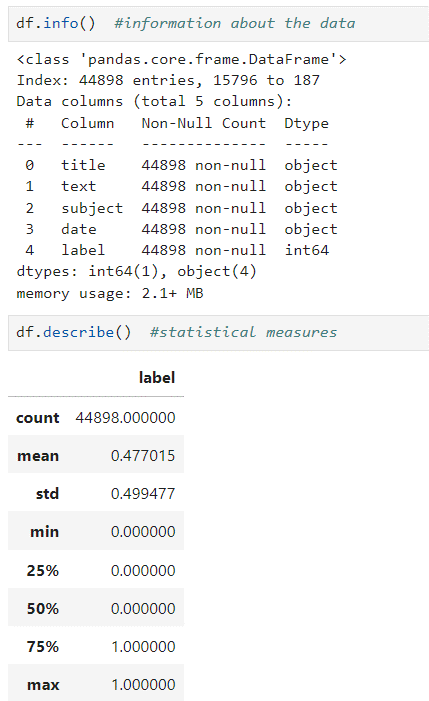 df.info()  #information about the data
<class 'pandas.core.frame.DataFrame'>
Index: 44898 entries, 15796 to 187
Data columns (total 5 columns):
 #   Column   Non-Null Count  Dtype
---  ------   --------------  -----
 0   title    44898 non-null  object
 1   text     44898 non-null  object
 2   subject  44898 non-null  object
 3   date     44898 non-null  object
 4   label    44898 non-null  int64
dtypes: int64(1), object(4)
memory usage: 2.1+ MB
df.describe()  #statistical measures
label
count 44898.000000
mean 0.477015
std 0.499477
min 0.000000
25% 0.000000
50% 0.000000
75% 1.000000
max 1.000000